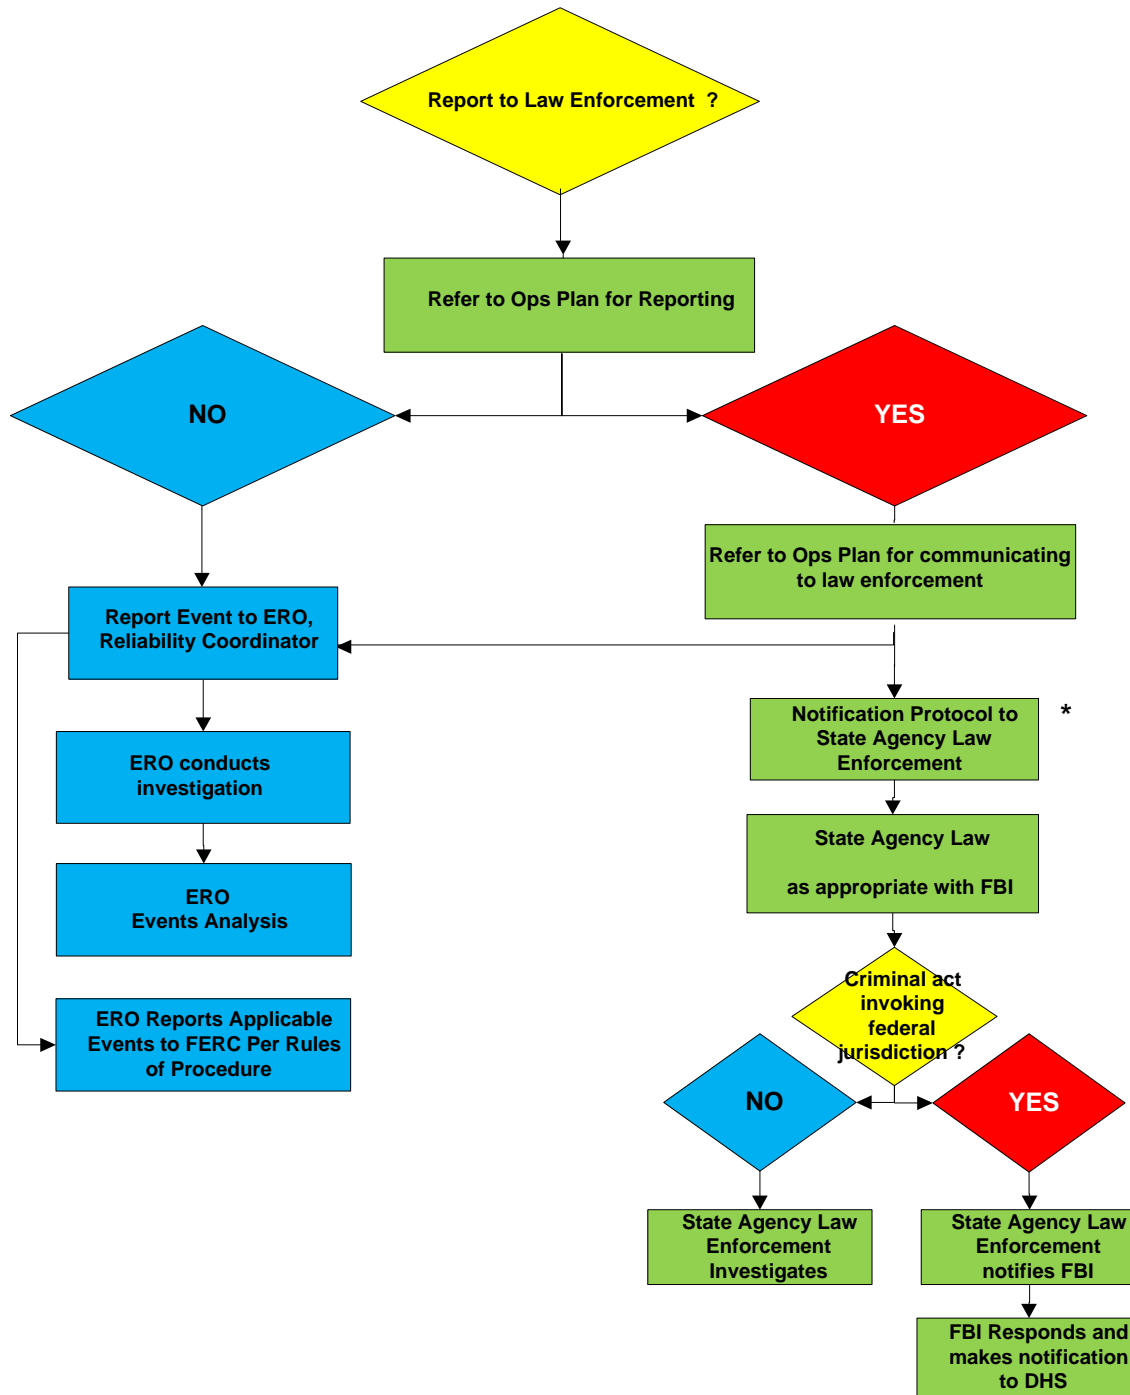 Report to Law Enforcement ?
Refer to Ops Plan for Reporting
NO
YES
Refer to Ops Plan for communicating
to law enforcement
Report Event to ERO,
Reliability Coordinator
Notification Protocol to
State Agency Law
Enforcement
*
ERO conducts
investigation
State Agency Law
as appropriate with FBI
ERO
Events Analysis
Criminal act
invoking
federal
jurisdiction ?
ERO Reports Applicable
Events to FERC Per Rules
of Procedure
NO
YES
State Agency Law
Enforcement
Investigates
State Agency Law
Enforcement
notifies FBI
FBI Responds and
makes notification
to DHS